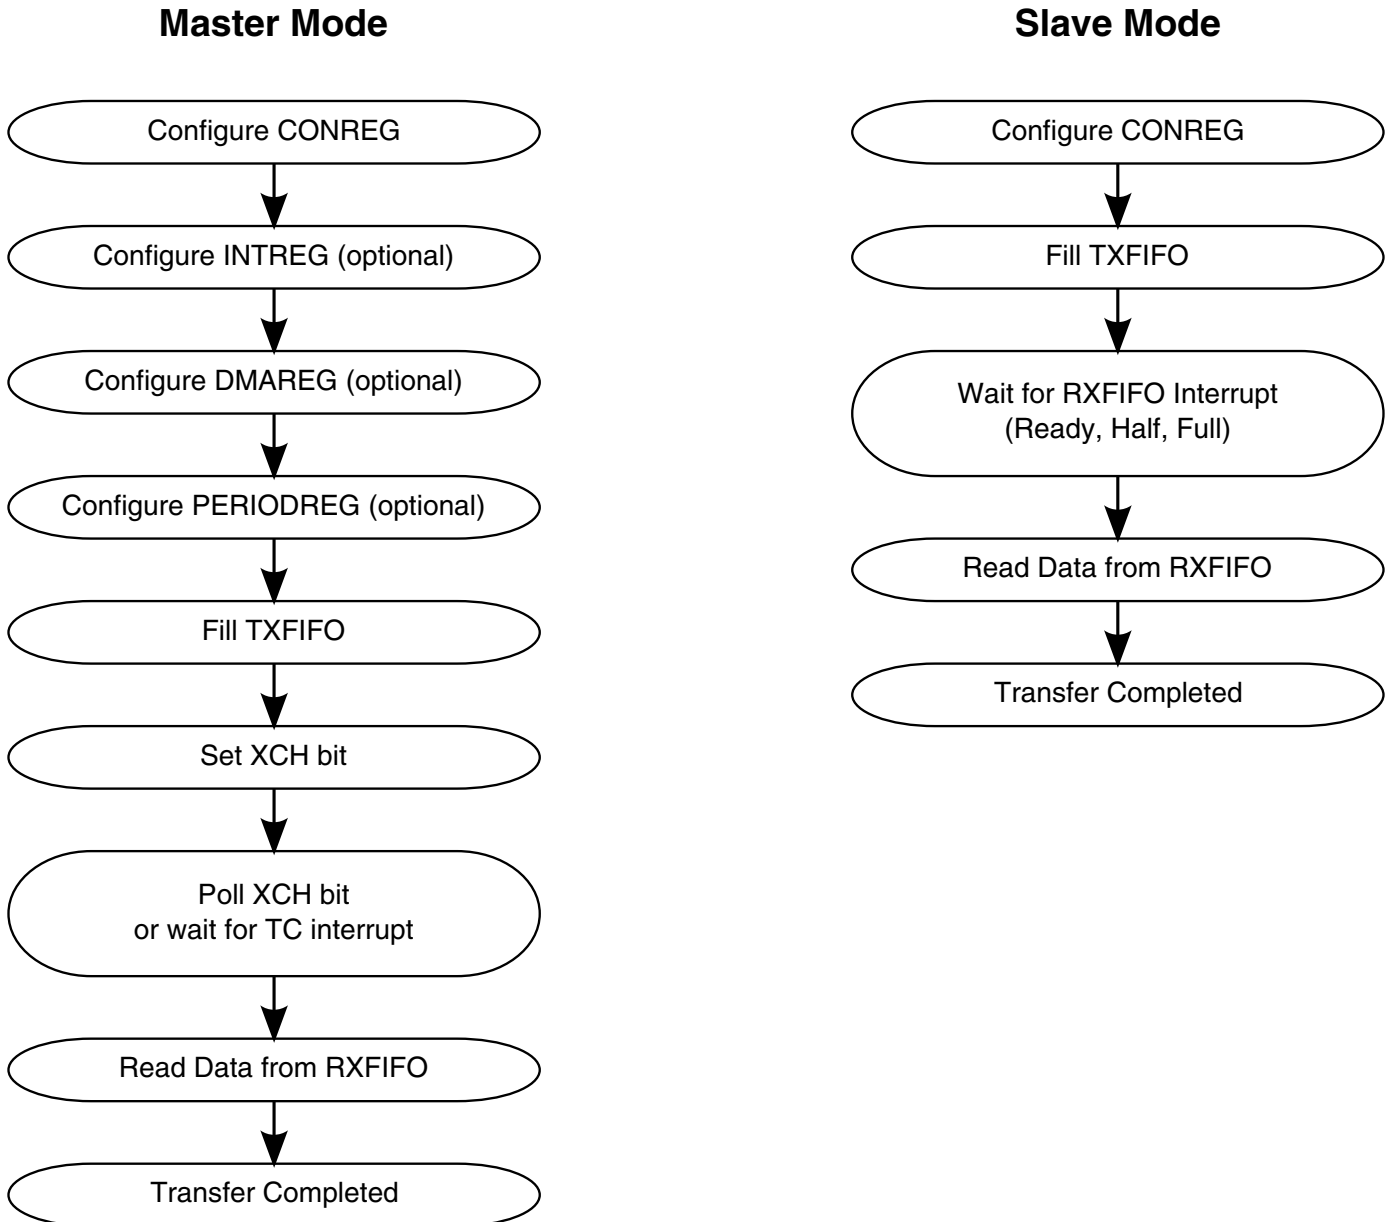 Master Mode
Configure CONREG
Configure INTREG (optional)
Configure DMAREG (optional)
Configure PERIODREG (optional)
Fill TXFIFO
Set XCH bit
Poll XCH bit
or wait for TC interrupt
Read Data from RXFIFO
Transfer Completed
Slave Mode
Configure CONREG
Fill TXFIFO
Wait for RXFIFO Interrupt
(Ready, Half, Full)
Read Data from RXFIFO
Transfer Completed